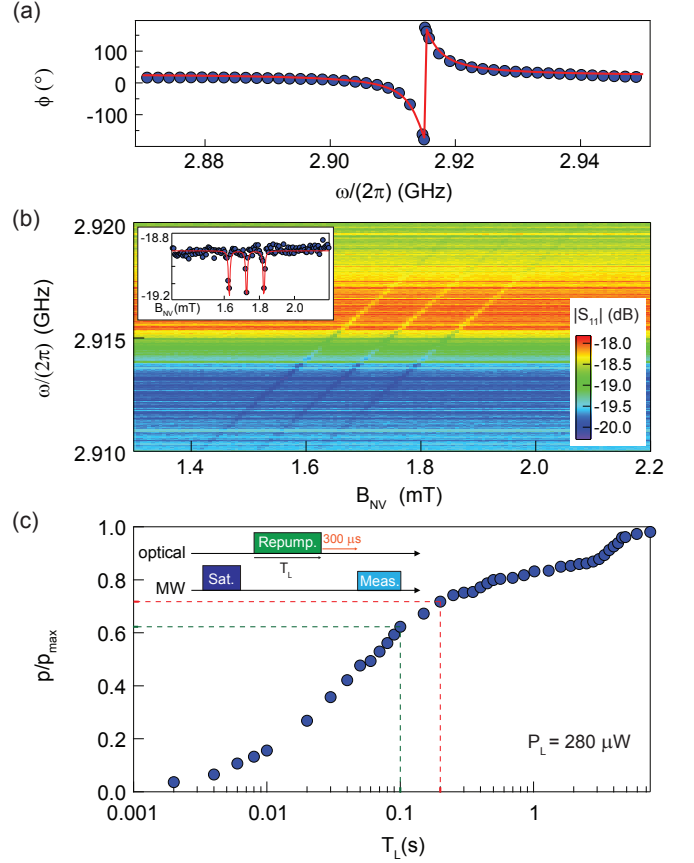 (a)
100
0
-100
ϕ (°)
2.88
2.90
2.92
2.94
ω/(2π) (GHz)
(b)
2.920
2.915
2.910
ω/(2π) (GHz)
-18.8
-19.2
B_NV(mT)
1.6
1.8
2.0
|S₁₁| (dB)
-18.0
-18.5
-19.0
-19.5
-20.0
1.4
1.6
1.8
2.0
2.2
B_NV (mT)
(c)
1.0
0.8
0.6
0.4
0.2
0.0
p/p_max
optical
Repump.
300 μs
T_L
MW
Sat.
Meas.
P_L = 280 μW
0.001
0.01
0.1
1
T_L(s)